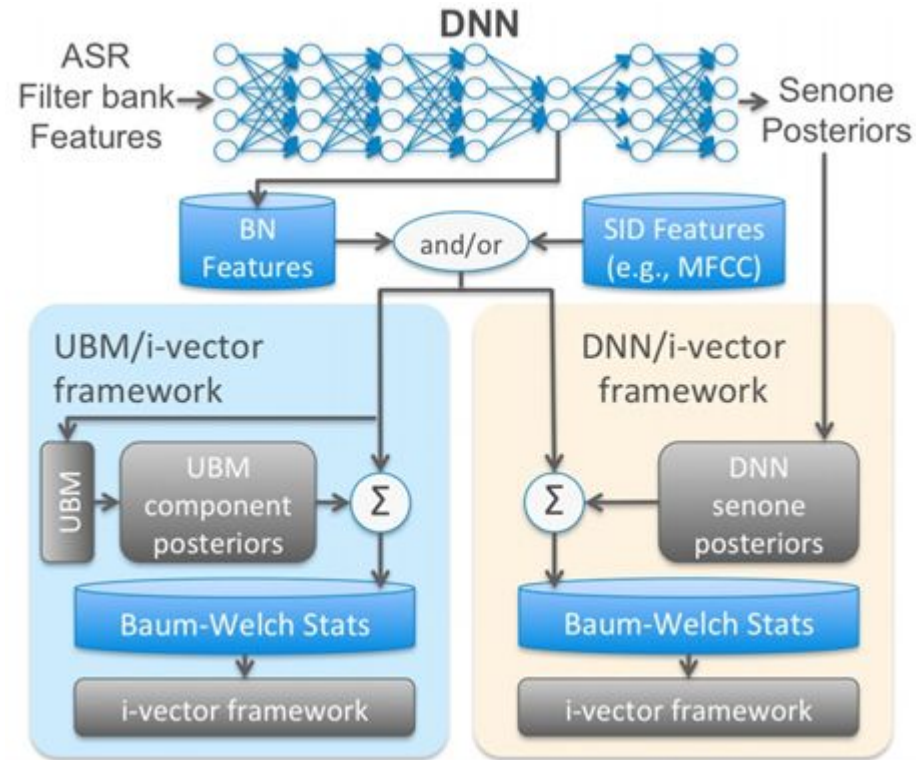 DNN
ASR
Filter bank
Features
Senone
Posteriors
BN
Features
and/or
SID Features
(e.g., MFCC)
UBM/i-vector
framework
DNN/i-vector
framework
UBM
UBM
component
posteriors
Σ
Σ
DNN
senone
posteriors
Baum-Welch Stats
Baum-Welch Stats
i-vector framework
i-vector framework